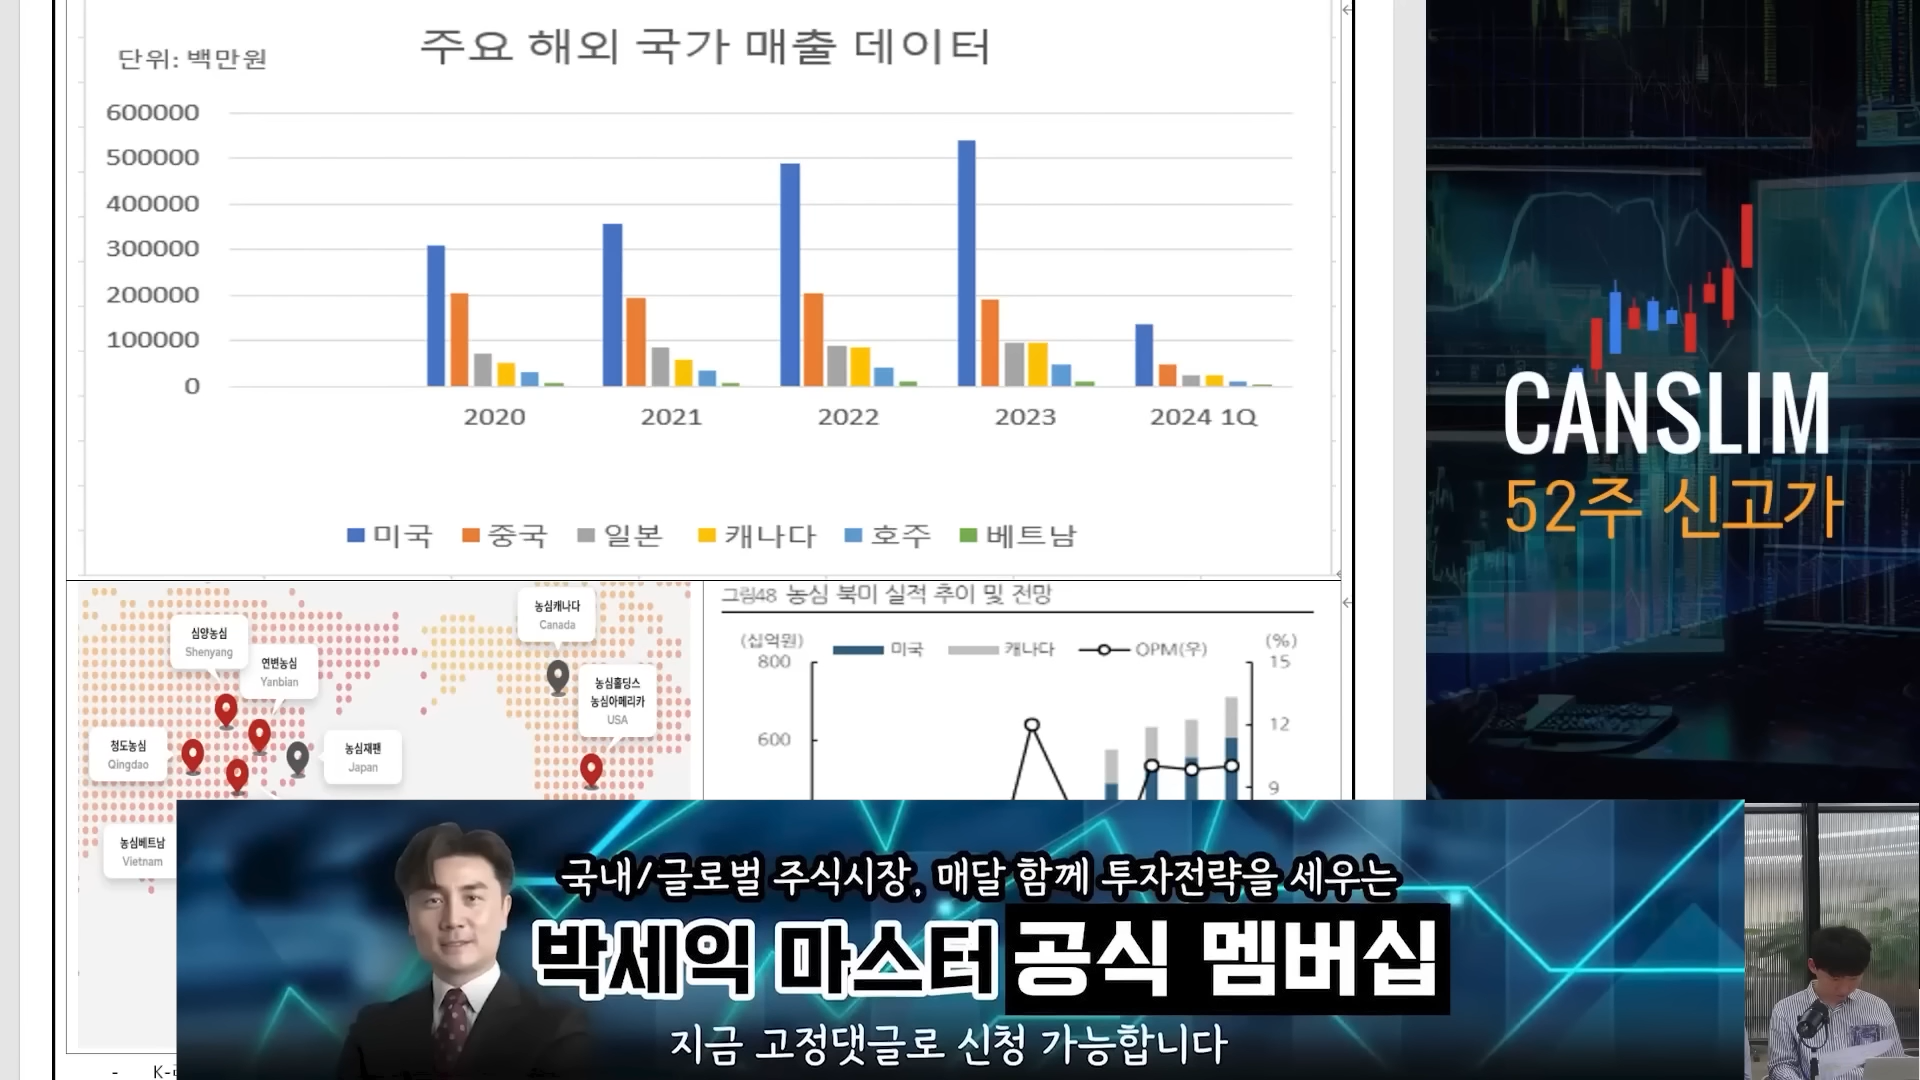 주요 해외 국가 매출 데이터
단위: 백만원
600000
500000
400000
300000
200000
100000
0
2020 2021 2022 2023 2024 1Q
미국 중국 일본 캐나다 호주 베트남
CANSLIM
52주 신고가
심양농심
Shenyang
연변농심
Yanbian
청도농심
Qingdao
농심재팬
Japan
농심베트남
Vietnam
농심캐나다
Canada
농심홀딩스
농심아메리카
USA
그림48 농심 북미 실적 추이 및 전망
(십억원) 미국 캐나다 OPM(우) (%)
800 15
12
600
9
국내/글로벌 주식시장, 매달 함께 투자전략을 세우는
박세익 마스터 공식 멤버십
지금 고정댓글로 신청 가능합니다